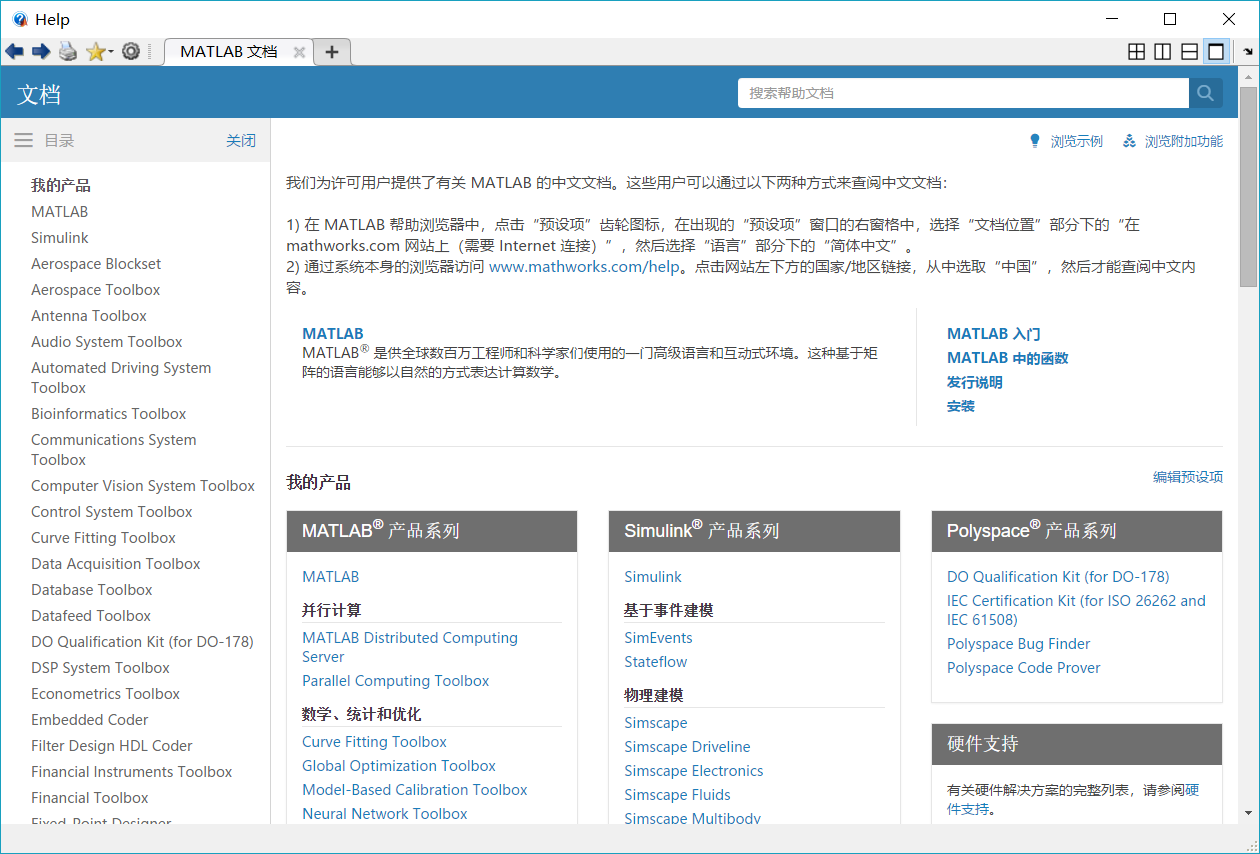 Help
MATLAB 文档
文档
搜索帮助文档
目录
关闭
浏览示例
浏览附加功能
我的产品
MATLAB
Simulink
Aerospace Blockset
Aerospace Toolbox
Antenna Toolbox
Audio System Toolbox
Automated Driving System
Toolbox
Bioinformatics Toolbox
Communications System
Toolbox
Computer Vision System Toolbox
Control System Toolbox
Curve Fitting Toolbox
Data Acquisition Toolbox
Database Toolbox
Datafeed Toolbox
DO Qualification Kit (for DO-178)
DSP System Toolbox
Econometrics Toolbox
Embedded Coder
Filter Design HDL Coder
Financial Instruments Toolbox
Financial Toolbox
Fixed-Point Designer
我们为许可用户提供了有关 MATLAB 的中文文档。这些用户可以通过以下两种方式来查阅中文文档：
1) 在 MATLAB 帮助浏览器中，点击“预设项”齿轮图标，在出现的“预设项”窗口的右窗格中，选择“文档位置”部分下的“在
mathworks.com 网站上（需要 Internet 连接）”，然后选择“语言”部分下的“简体中文”。
2) 通过系统本身的浏览器访问 www.mathworks.com/help。点击网站左下方的国家/地区链接，从中选取“中国”，然后才能查阅中文内
容。
MATLAB
MATLAB® 是供全球数百万工程师和科学家们使用的一门高级语言和互动式环境。这种基于矩
阵的语言能够以自然的方式表达计算数学。
MATLAB 入门
MATLAB 中的函数
发行说明
安装
我的产品
编辑预设项
MATLAB® 产品系列
MATLAB
并行计算
MATLAB Distributed Computing
Server
Parallel Computing Toolbox
数学、统计和优化
Curve Fitting Toolbox
Global Optimization Toolbox
Model-Based Calibration Toolbox
Neural Network Toolbox
Simulink® 产品系列
Simulink
基于事件建模
SimEvents
Stateflow
物理建模
Simscape
Simscape Driveline
Simscape Electronics
Simscape Fluids
Simscape Multibody
Polyspace® 产品系列
DO Qualification Kit (for DO-178)
IEC Certification Kit (for ISO 26262 and
IEC 61508)
Polyspace Bug Finder
Polyspace Code Prover
硬件支持
有关硬件解决方案的完整列表，请参阅硬
件支持。